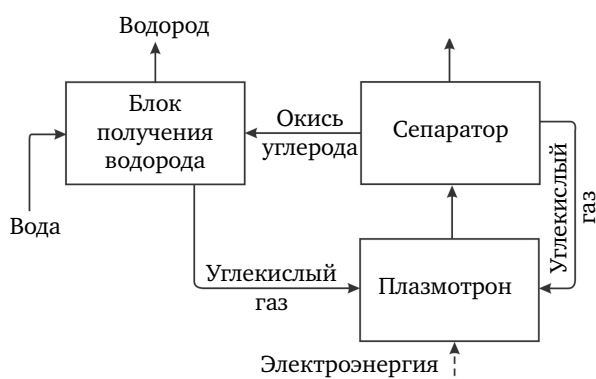 Водород
Блок
получения
водорода
Окись
углерода
Сепаратор
Углекислый
газ
Вода
Углекислый
газ
Плазмотрон
Электроэнергия